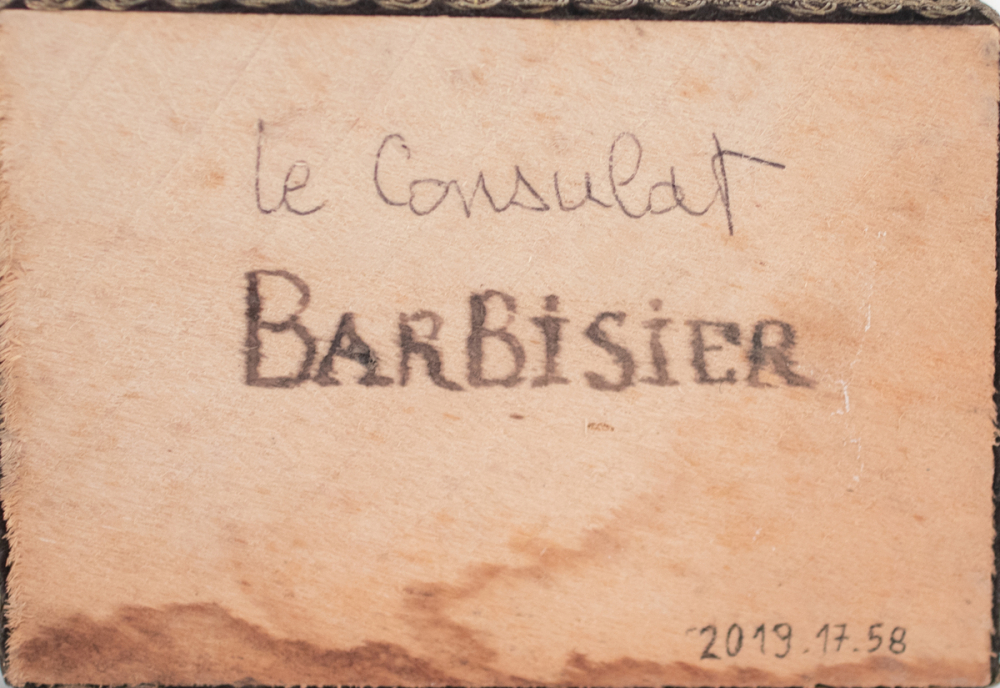 le Consulat
BARBiSiER
2019.17.58